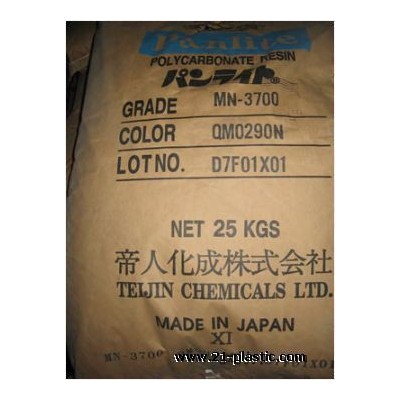 Panlite
POLYCARBONATE RESIN
パンライト
GRADE MN-3700
COLOR QM0290N
LOT NO. D7F01X01
NET 25 KGS
帝人化成株式会社
TEIJIN CHEMICALS LTD.
MADE IN JAPAN
XI
www.21-plastic.com
MN-3700 D7F01X01